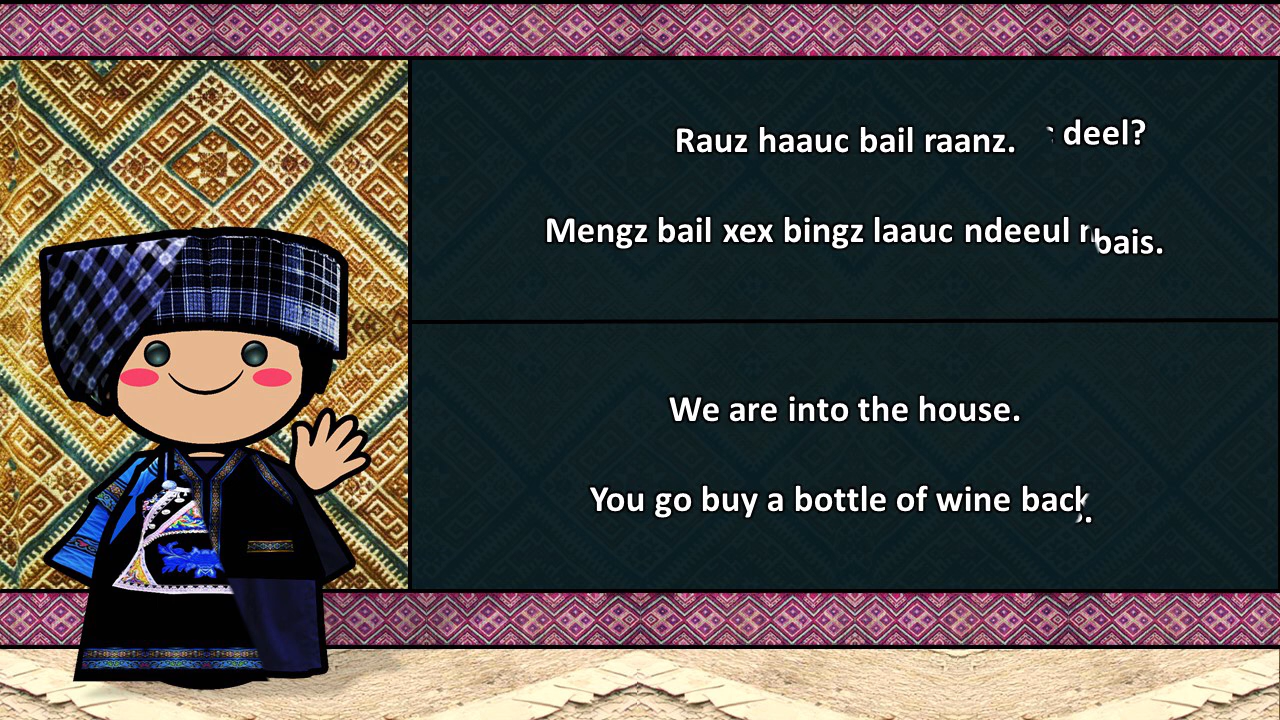 Rauz haauc bail raanz. deel?
Mengz bail xex bingz laauc ndeeul bais.
We are into the house.
You go buy a bottle of wine back.